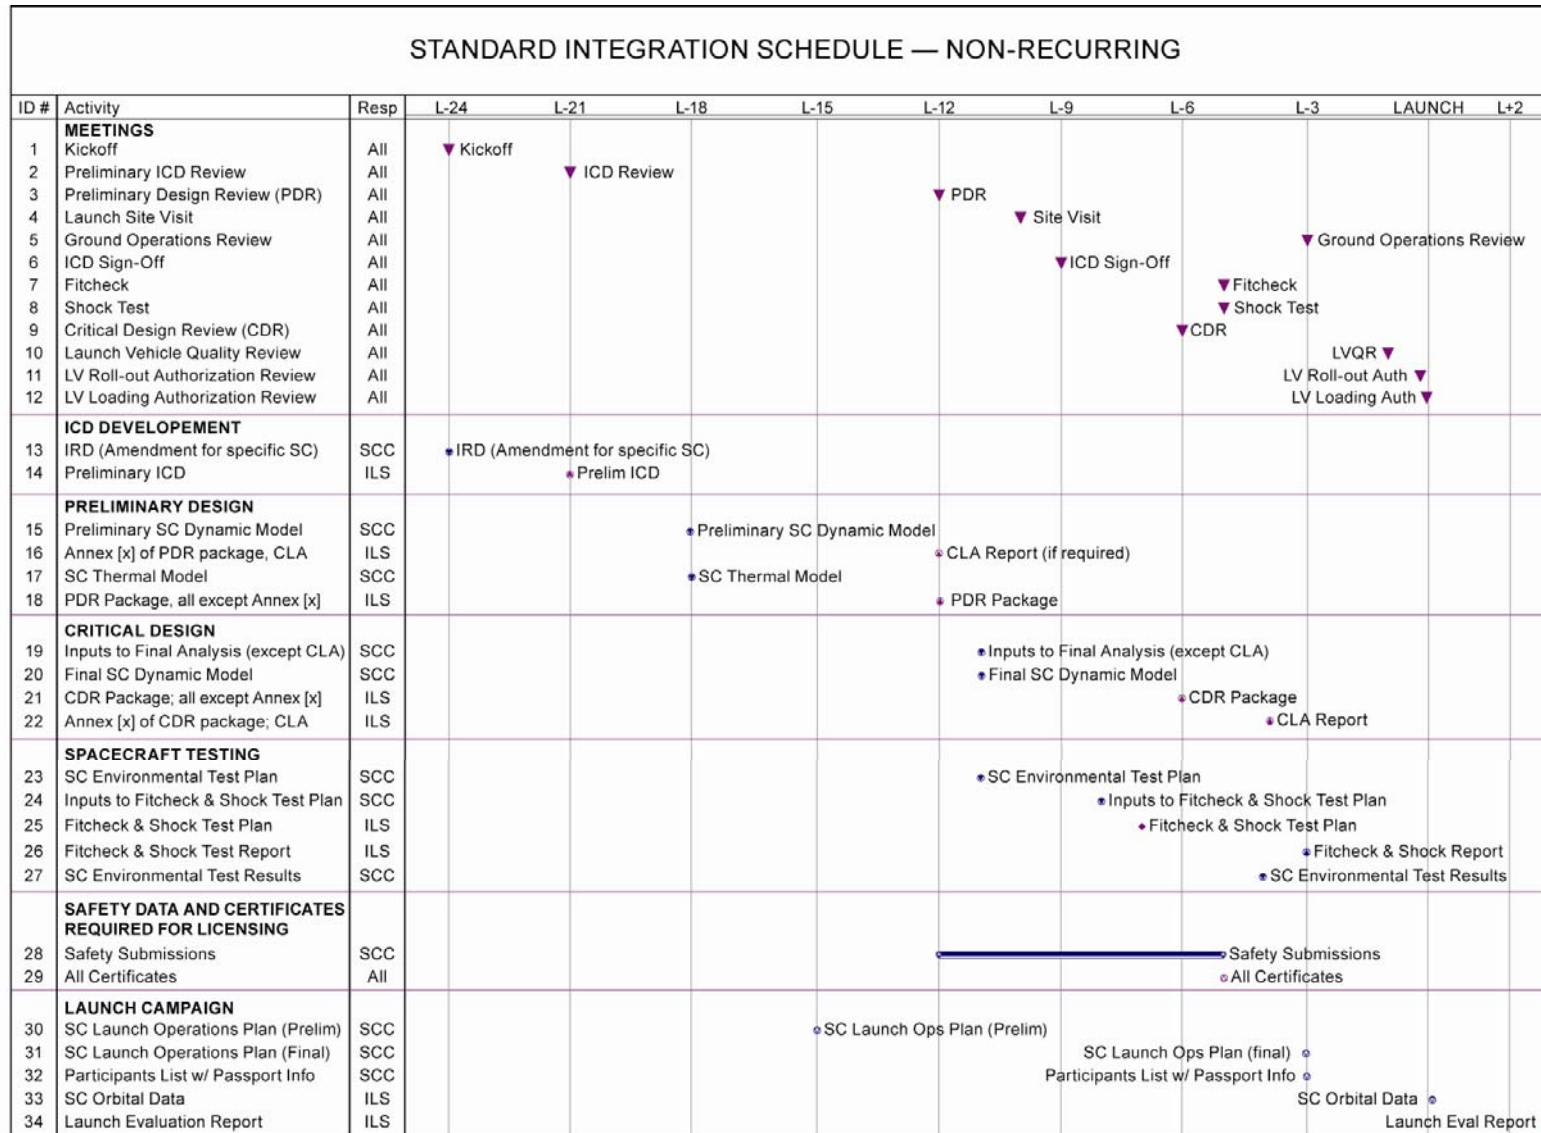 STANDARD INTEGRATION SCHEDULE — NON-RECURRING
ID # Activity Resp L-24 L-21 L-18 L-15 L-12 L-9 L-6 L-3 LAUNCH L+2
MEETINGS
1 Kickoff All Kickoff
2 Preliminary ICD Review All ICD Review
3 Preliminary Design Review (PDR) All PDR
4 Launch Site Visit All Site Visit
5 Ground Operations Review All Ground Operations Review
6 ICD Sign-Off All ICD Sign-Off
7 Fitcheck All Fitcheck
8 Shock Test All Shock Test
9 Critical Design Review (CDR) All CDR
10 Launch Vehicle Quality Review All LVQR
11 LV Roll-out Authorization Review All LV Roll-out Auth
12 LV Loading Authorization Review All LV Loading Auth
ICD DEVELOPEMENT
13 IRD (Amendment for specific SC) SCC IRD (Amendment for specific SC)
14 Preliminary ICD ILS Prelim ICD
PRELIMINARY DESIGN
15 Preliminary SC Dynamic Model SCC Preliminary SC Dynamic Model
16 Annex [x] of PDR package, CLA ILS CLA Report (if required)
17 SC Thermal Model SCC SC Thermal Model
18 PDR Package, all except Annex [x] ILS PDR Package
CRITICAL DESIGN
19 Inputs to Final Analysis (except CLA) SCC Inputs to Final Analysis (except CLA)
20 Final SC Dynamic Model SCC Final SC Dynamic Model
21 CDR Package; all except Annex [x] ILS CDR Package
22 Annex [x] of CDR package; CLA ILS CLA Report
SPACECRAFT TESTING
23 SC Environmental Test Plan SCC SC Environmental Test Plan
24 Inputs to Fitcheck & Shock Test Plan SCC Inputs to Fitcheck & Shock Test Plan
25 Fitcheck & Shock Test Plan ILS Fitcheck & Shock Test Plan
26 Fitcheck & Shock Test Report ILS Fitcheck & Shock Report
27 SC Environmental Test Results SCC SC Environmental Test Results
SAFETY DATA AND CERTIFICATES
REQUIRED FOR LICENSING
28 Safety Submissions SCC Safety Submissions
29 All Certificates All All Certificates
LAUNCH CAMPAIGN
30 SC Launch Operations Plan (Prelim) SCC SC Launch Ops Plan (Prelim)
31 SC Launch Operations Plan (Final) SCC SC Launch Ops Plan (final)
32 Participants List w/ Passport Info SCC Participants List w/ Passport Info
33 SC Orbital Data ILS SC Orbital Data
34 Launch Evaluation Report ILS Launch Eval Report